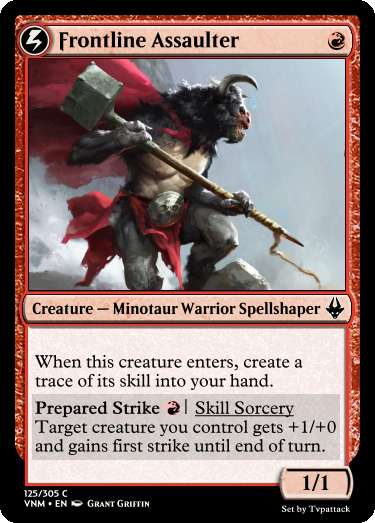 Frontline Assaulter
Creature — Minotaur Warrior Spellshaper
When this creature enters, create a
trace of its skill into your hand.
Prepared Strike | Skill Sorcery
Target creature you control gets +1/+0
and gains first strike until end of turn.
1/1
125/305 C
VNM • EN Grant Griffin
Set by Tvpattack